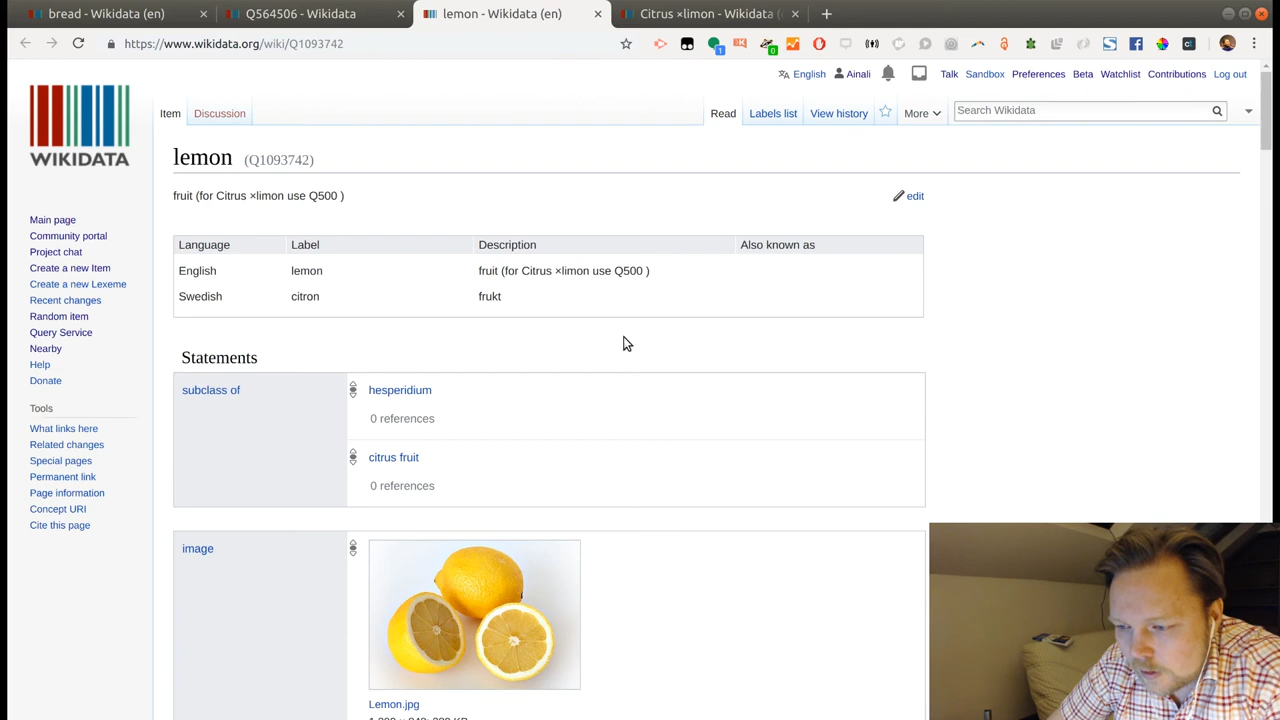 bread - Wikidata (en)
Q564506 - Wikidata
lemon - Wikidata (en)
Citrus ×limon - Wikidata (
https://www.wikidata.org/wiki/Q1093742
English
Ainali
Talk
Sandbox
Preferences
Beta
Watchlist
Contributions
Log out
WIKIDATA
Item
Discussion
Read
Labels list
View history
More
Search Wikidata
lemon (Q1093742)
fruit (for Citrus ×limon use Q500 )
edit
Language Label Description Also known as
English lemon fruit (for Citrus ×limon use Q500 )
Swedish citron frukt
Main page
Community portal
Project chat
Create a new Item
Create a new Lexeme
Recent changes
Random item
Query Service
Nearby
Help
Donate
Tools
What links here
Related changes
Special pages
Permanent link
Page information
Concept URI
Cite this page
Statements
subclass of
hesperidium
0 references
citrus fruit
0 references
image
Lemon.jpg